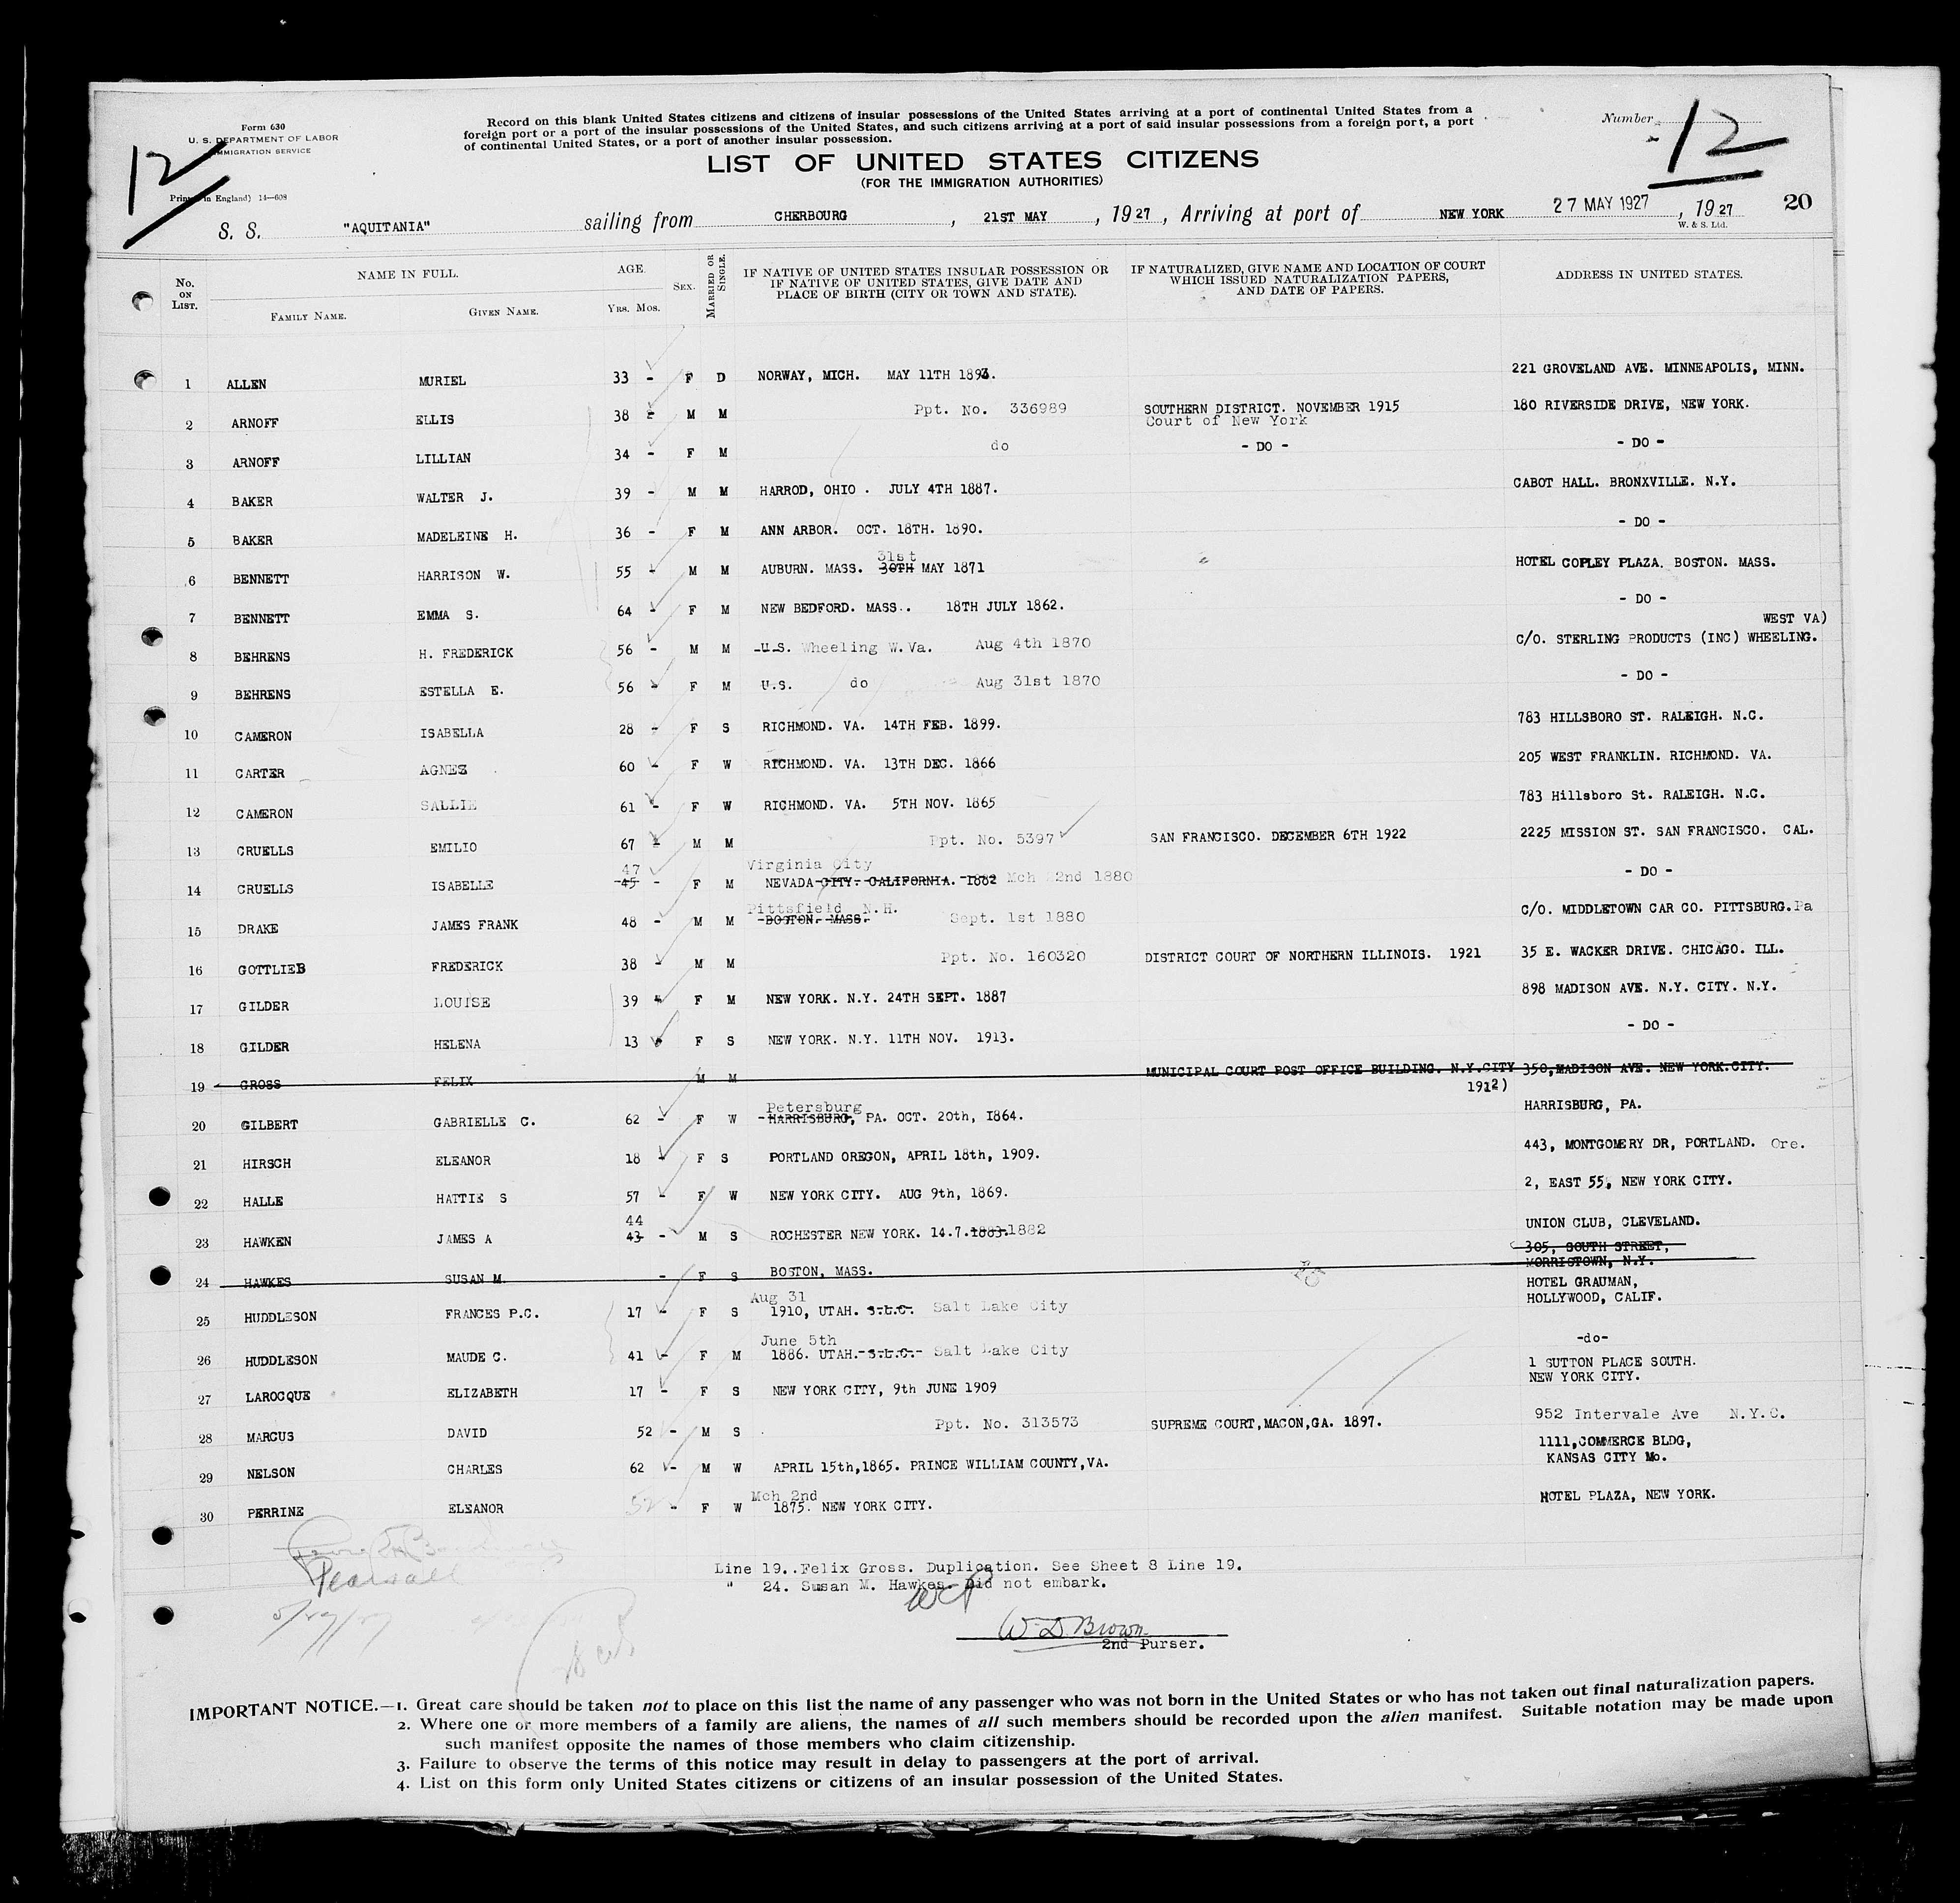 Form 630
U. S. DEPARTMENT OF LABOR
IMMIGRATION SERVICE
(Printed in England) 14—608
12
Record on this blank United States citizens and citizens of insular possessions of the United States arriving at a port of continental United States from a
foreign port or a port of the insular possessions of the United States, and such citizens arriving at a port of said insular possessions from a foreign port, a port
of continental United States, or a port of another insular possession.
Number 12
LIST OF UNITED STATES CITIZENS
(FOR THE IMMIGRATION AUTHORITIES)
S. S. "AQUITANIA" sailing from CHERBOURG, 21ST MAY, 1927, Arriving at port of NEW YORK 27 MAY 1927, 1927 20
W. & S. Ltd.
No. ON LIST. NAME IN FULL. FAMILY NAME. GIVEN NAME. AGE. YRS. MOS. SEX. MARRIED OR SINGLE. IF NATIVE OF UNITED STATES INSULAR POSSESSION OR IF NATIVE OF UNITED STATES, GIVE DATE AND PLACE OF BIRTH (CITY OR TOWN AND STATE). IF NATURALIZED, GIVE NAME AND LOCATION OF COURT WHICH ISSUED NATURALIZATION PAPERS, AND DATE OF PAPERS. ADDRESS IN UNITED STATES.
1 ALLEN MURIEL 33 - F D NORWAY, MICH. MAY 11TH 1893. 221 GROVELAND AVE. MINNEAPOLIS, MINN.
2 ARNOFF ELLIS 38 - M M Ppt. No. 336989 SOUTHERN DISTRICT. NOVEMBER 1915 180 RIVERSIDE DRIVE, NEW YORK.
Court of New York
3 ARNOFF LILLIAN 34 - F M do - DO - - DO -
4 BAKER WALTER J. 39 - M M HARROD, OHIO . JULY 4TH 1887. CABOT HALL. BRONXVILLE. N.Y.
5 BAKER MADELEINE H. 36 - F M ANN ARBOR. OCT. 18TH. 1890. - DO -
31st
6 BENNETT HARRISON W. 55 - M M AUBURN. MASS. 30TH MAY 1871 HOTEL COPLEY PLAZA. BOSTON. MASS.
7 BENNETT EMMA S. 64 - F M NEW BEDFORD. MASS.. 18TH JULY 1862. - DO -
WEST VA)
8 BEHRENS H. FREDERICK 56 - M M U.S. Wheeling W.Va. Aug 4th 1870 C/O. STERLING PRODUCTS (INC) WHEELING.
9 BEHRENS ESTELLA E. 56 - F M U.S. do Aug 31st 1870 - DO -
10 CAMERON ISABELLA 28 - F S RICHMOND. VA. 14TH FEB. 1899. 783 HILLSBORO ST. RALEIGH. N.C.
11 CARTER AGNES 60 - F W RICHMOND. VA. 13TH DEC. 1866 205 WEST FRANKLIN. RICHMOND. VA.
12 CAMERON SALLIE 61 - F W RICHMOND. VA. 5TH NOV. 1865 783 Hillsboro St. RALEIGH. N.C.
13 CRUELLS EMILIO 67 - M M Ppt. No. 5397 SAN FRANCISCO. DECEMBER 6TH 1922 2225 MISSION ST. SAN FRANCISCO. CAL.
47 Virginia City
14 CRUELLS ISABELLE 45 - F M NEVADA CITY. CALIFORNIA. 1882 Mch 2nd 1880 - DO -
Pittsfield N.H.
15 DRAKE JAMES FRANK 48 - M M BOSTON. MASS. Sept. 1st 1880 C/O. MIDDLETOWN CAR CO. PITTSBURG. Pa
16 GOTTLIEB FREDERICK 38 - M M Ppt. No. 160320 DISTRICT COURT OF NORTHERN ILLINOIS. 1921 35 E. WACKER DRIVE. CHICAGO. ILL.
17 GILDER LOUISE 39 - F M NEW YORK. N.Y. 24TH SEPT. 1887 898 MADISON AVE. N.Y. CITY. N.Y.
18 GILDER HELENA 13 - F S NEW YORK. N.Y. 11TH NOV. 1913. - DO -
19 GROSS FELIX M M MUNICIPAL COURT POST OFFICE BUILDING. N.Y.CITY 350, MADISON AVE. NEW YORK.CITY.
1912)
Petersburg
20 GILBERT GABRIELLE C. 62 - F W HARRISBURG, PA. OCT. 20th, 1864. HARRISBURG, PA.
21 HIRSCH ELEANOR 18 - F S PORTLAND OREGON, APRIL 18th, 1909. 443, MONTGOMERY DR, PORTLAND. Ore.
22 HALLE HATTIE S 57 - F W NEW YORK CITY. AUG 9th, 1869. 2, EAST 55, NEW YORK CITY.
44
23 HAWKEN JAMES A 43 - M S ROCHESTER NEW YORK. 14.7.1883.1882 UNION CLUB, CLEVELAND.
305, SOUTH STREET,
24 HAWKES SUSAN M. - F S BOSTON, MASS. MORRISTOWN, N.Y.
HOTEL GRAUMAN,
Aug 31
25 HUDDLESON FRANCES P.C. 17 - F S 1910, UTAH. S.L.C. Salt Lake City HOLLYWOOD, CALIF.
June 5th
26 HUDDLESON MAUDE C. 41 - F M 1886. UTAH. S.L.C. Salt Lake City -do-
1 SUTTON PLACE SOUTH.
27 LAROCQUE ELIZABETH 17 - F S NEW YORK CITY, 9th JUNE 1909 NEW YORK CITY.
28 MARCUS DAVID 52 - M S Ppt. No. 313573 SUPREME COURT,MACON,GA. 1897. 952 Intervale Ave N.Y.C.
1111,COMMERCE BLDG,
29 NELSON CHARLES 62 - M W APRIL 15th,1865. PRINCE WILLIAM COUNTY,VA. KANSAS CITY Mo.
Mch 2nd
30 PERRINE ELEANOR 52 - F W 1875. NEW YORK CITY. HOTEL PLAZA, NEW YORK.
Pearsall
5/27/27
Line 19..Felix Gross. Duplication. See Sheet 8 Line 19.
" 24. Susan M. Hawkes. Did not embark.
W D Brown
2nd Purser.
IMPORTANT NOTICE.—1. Great care should be taken not to place on this list the name of any passenger who was not born in the United States or who has not taken out final naturalization papers.
2. Where one or more members of a family are aliens, the names of all such members should be recorded upon the alien manifest. Suitable notation may be made upon
such manifest opposite the names of those members who claim citizenship.
3. Failure to observe the terms of this notice may result in delay to passengers at the port of arrival.
4. List on this form only United States citizens or citizens of an insular possession of the United States.